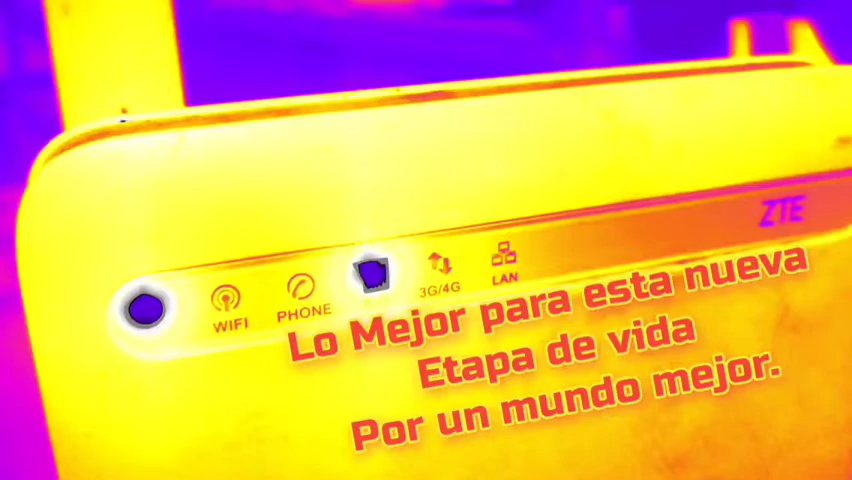 ZTE
WIFI
PHONE
3G/4G
LAN
Lo Mejor para esta nueva
Etapa de vida
Por un mundo mejor.